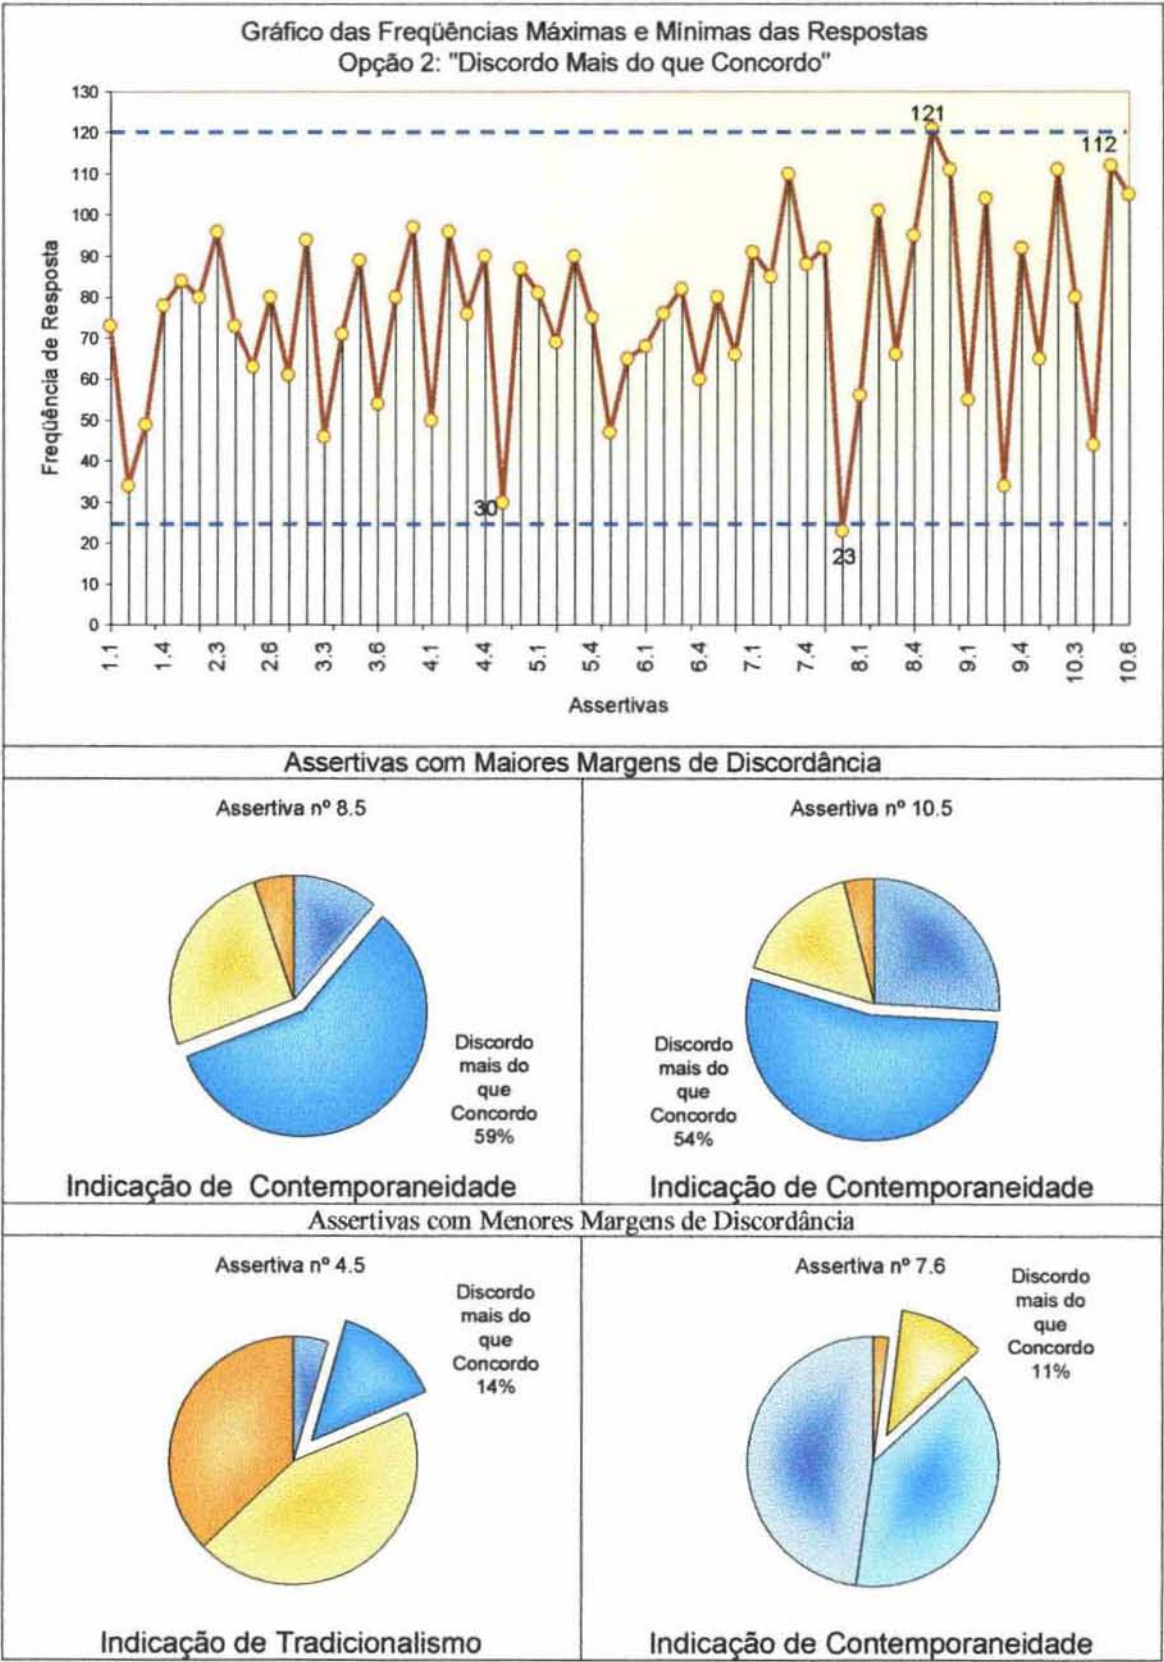 Gráfico das Freqüências Máximas e Mínimas das Respostas
Opção 2: "Discordo Mais do que Concordo"
Freqüência de Resposta
130
120
110
100
90
80
70
60
50
40
30
20
10
0
121
112
30
23
1.1
1.4
2.3
2.6
3.3
3.6
4.1
4.4
5.1
5.4
6.1
6.4
7.1
7.4
8.1
8.4
9.1
9.4
10.3
10.6
Assertivas
Assertivas com Maiores Margens de Discordância
Assertiva nº 8.5
Discordo
mais do
que
Concordo
59%
Indicação de Contemporaneidade
Assertiva nº 10.5
Discordo
mais do
que
Concordo
54%
Indicação de Contemporaneidade
Assertivas com Menores Margens de Discordância
Assertiva nº 4.5
Discordo
mais do
que
Concordo
14%
Indicação de Tradicionalismo
Assertiva nº 7.6
Discordo
mais do
que
Concordo
11%
Indicação de Contemporaneidade